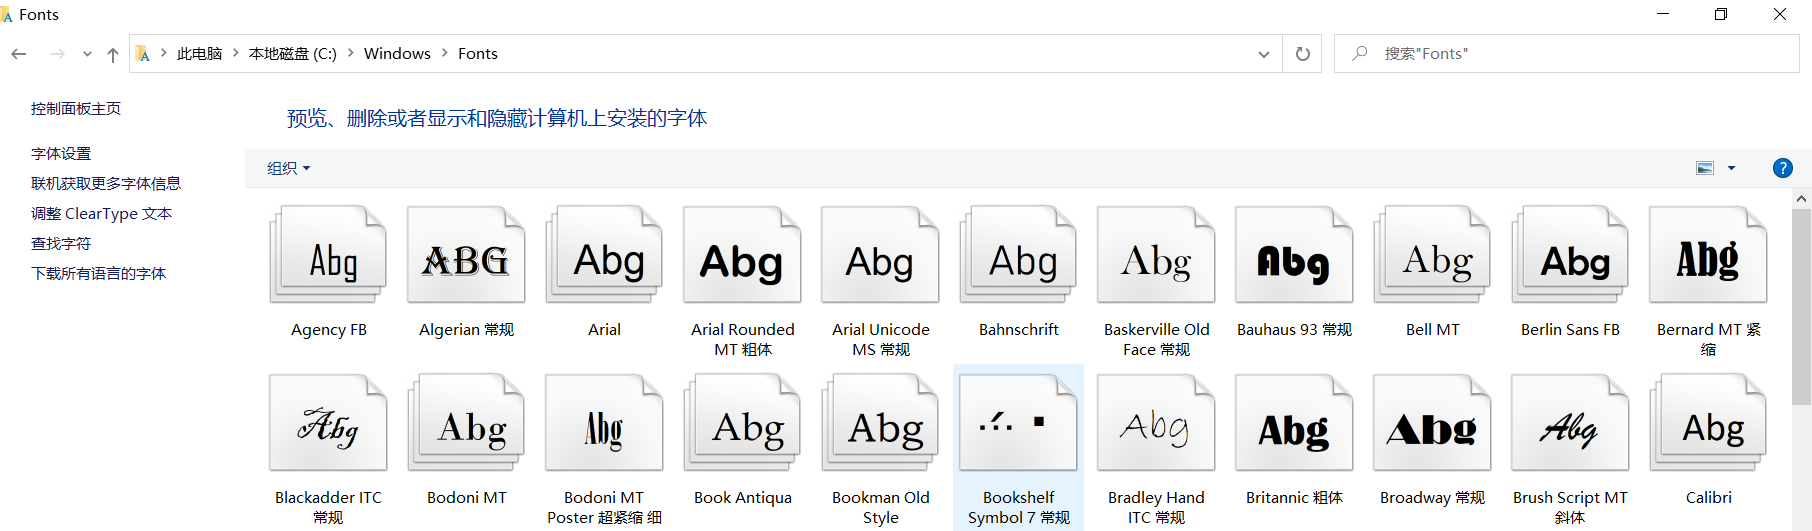 Fonts
此电脑 本地磁盘 (C:) Windows Fonts
搜索"Fonts"
控制面板主页
字体设置
联机获取更多字体信息
调整 ClearType 文本
查找字符
下载所有语言的字体
预览、删除或者显示和隐藏计算机上安装的字体
组织
Abg ABG Abg Abg Abg Abg Abg Abg Abg Abg Abg
Agency FB
Algerian 常规
Arial
Arial Rounded
MT 粗体
Arial Unicode
MS 常规
Bahnschrift
Baskerville Old
Face 常规
Bauhaus 93 常规
Bell MT
Berlin Sans FB
Bernard MT 紧
缩
Abg Abg Abg Abg Abg Abg Abg Abg Abg Abg
Blackadder ITC
常规
Bodoni MT
Bodoni MT
Poster 超紧缩 细
Book Antiqua
Bookman Old
Style
Bookshelf
Symbol 7 常规
Bradley Hand
ITC 常规
Britannic 粗体
Broadway 常规
Brush Script MT
斜体
Calibri